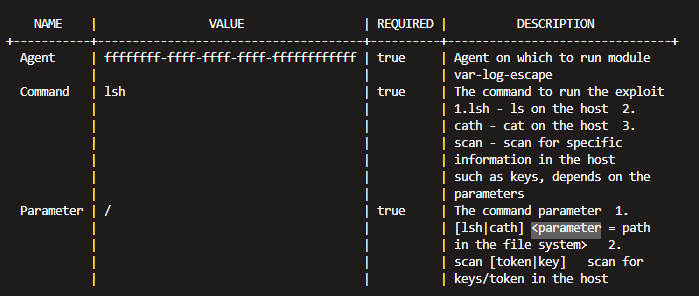 NAME | VALUE | REQUIRED | DESCRIPTION
+-----------+--------------------------------------+----------+--------------------------------+
Agent | ffffffff-ffff-ffff-ffff-ffffffffffff | true | Agent on which to run module
| | | var-log-escape
Command | lsh | true | The command to run the exploit
| | | 1.lsh - ls on the host 2.
| | | cath - cat on the host 3.
| | | scan - scan for specific
| | | information in the host
| | | such as keys, depends on the
| | | parameters
Parameter | / | true | The command parameter 1.
| | | [lsh|cath] <parameter = path
| | | in the file system> 2.
| | | scan [token|key] scan for
| | | keys/token in the host